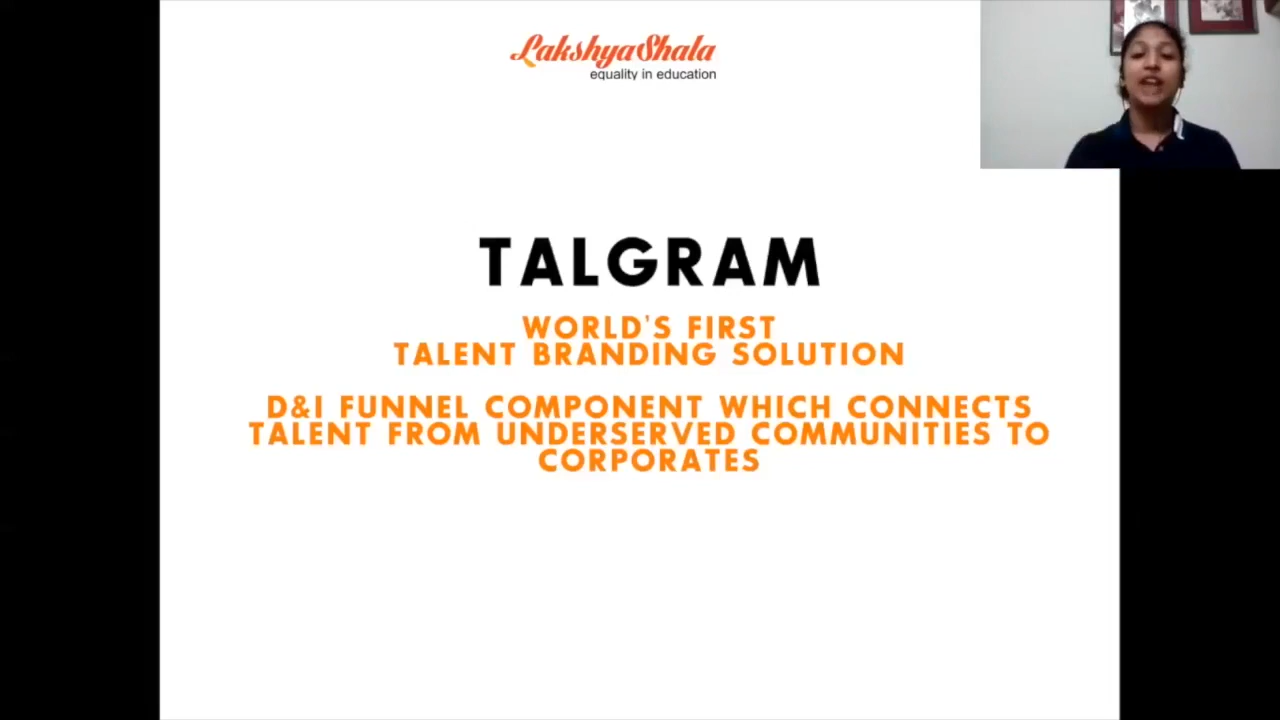 LakshyaShala
equality in education
TALGRAM
WORLD'S FIRST
TALENT BRANDING SOLUTION
D&I FUNNEL COMPONENT WHICH CONNECTS
TALENT FROM UNDERSERVED COMMUNITIES TO
CORPORATES